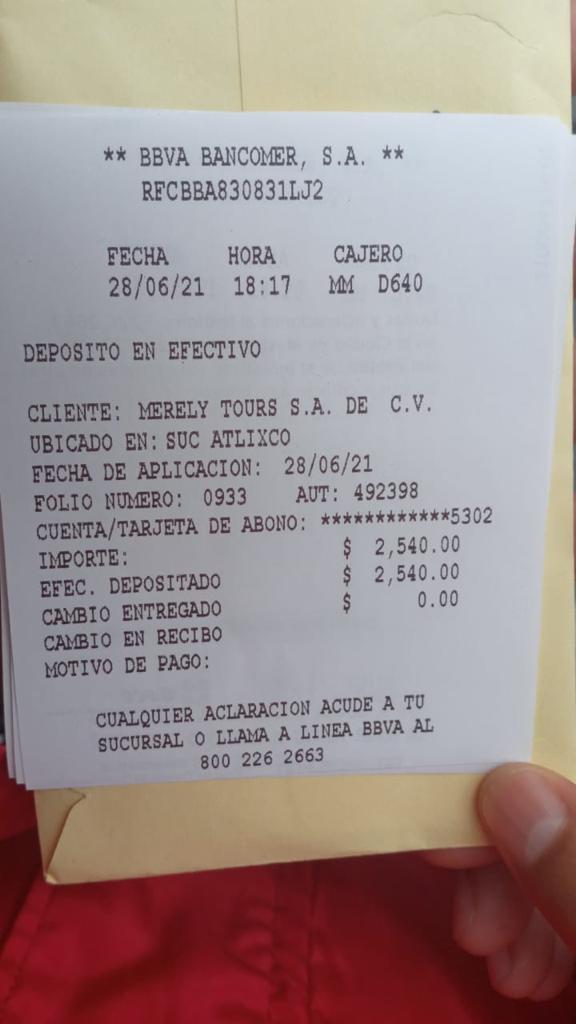 ** BBVA BANCOMER, S.A. **
RFCBBA830831LJ2
FECHA HORA CAJERO
28/06/21 18:17 MM D640
DEPOSITO EN EFECTIVO
CLIENTE: MERELY TOURS S.A. DE C.V.
UBICADO EN: SUC ATLIXCO
FECHA DE APLICACION: 28/06/21
FOLIO NUMERO: 0933 AUT: 492398
CUENTA/TARJETA DE ABONO: ************5302
IMPORTE: $ 2,540.00
EFEC. DEPOSITADO $ 2,540.00
CAMBIO ENTREGADO $ 0.00
CAMBIO EN RECIBO
MOTIVO DE PAGO:
CUALQUIER ACLARACION ACUDE A TU
SUCURSAL O LLAMA A LINEA BBVA AL
800 226 2663